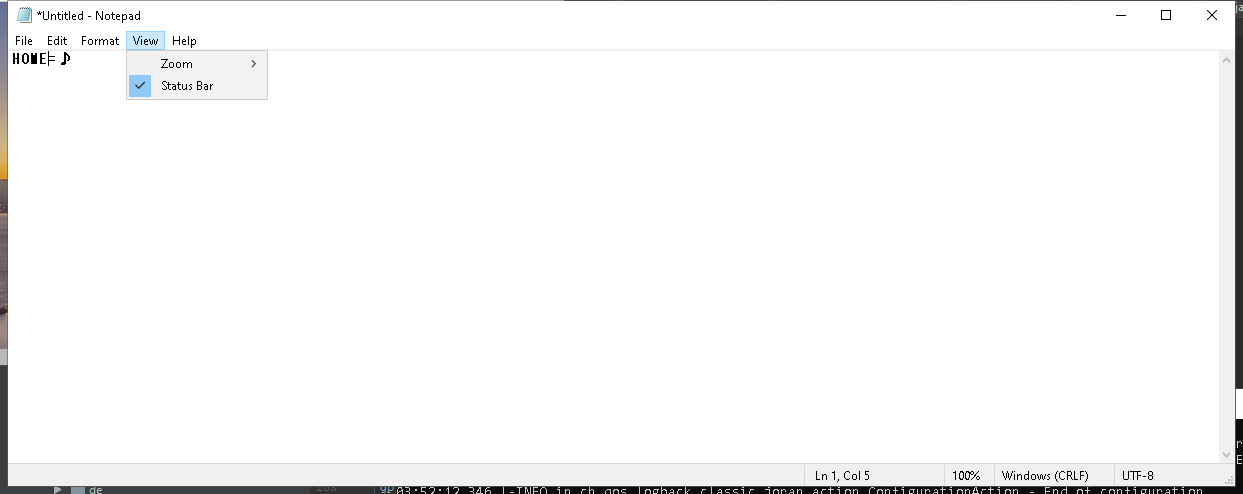 *Untitled - Notepad
File Edit Format View Help
HOME= ♪
Zoom
Status Bar
Ln 1, Col 5 100% Windows (CRLF) UTF-8
de
03:52:12,346 |-INFO in ch.qos.logback.classic.joran.action.ConfigurationAction - End of configuration.